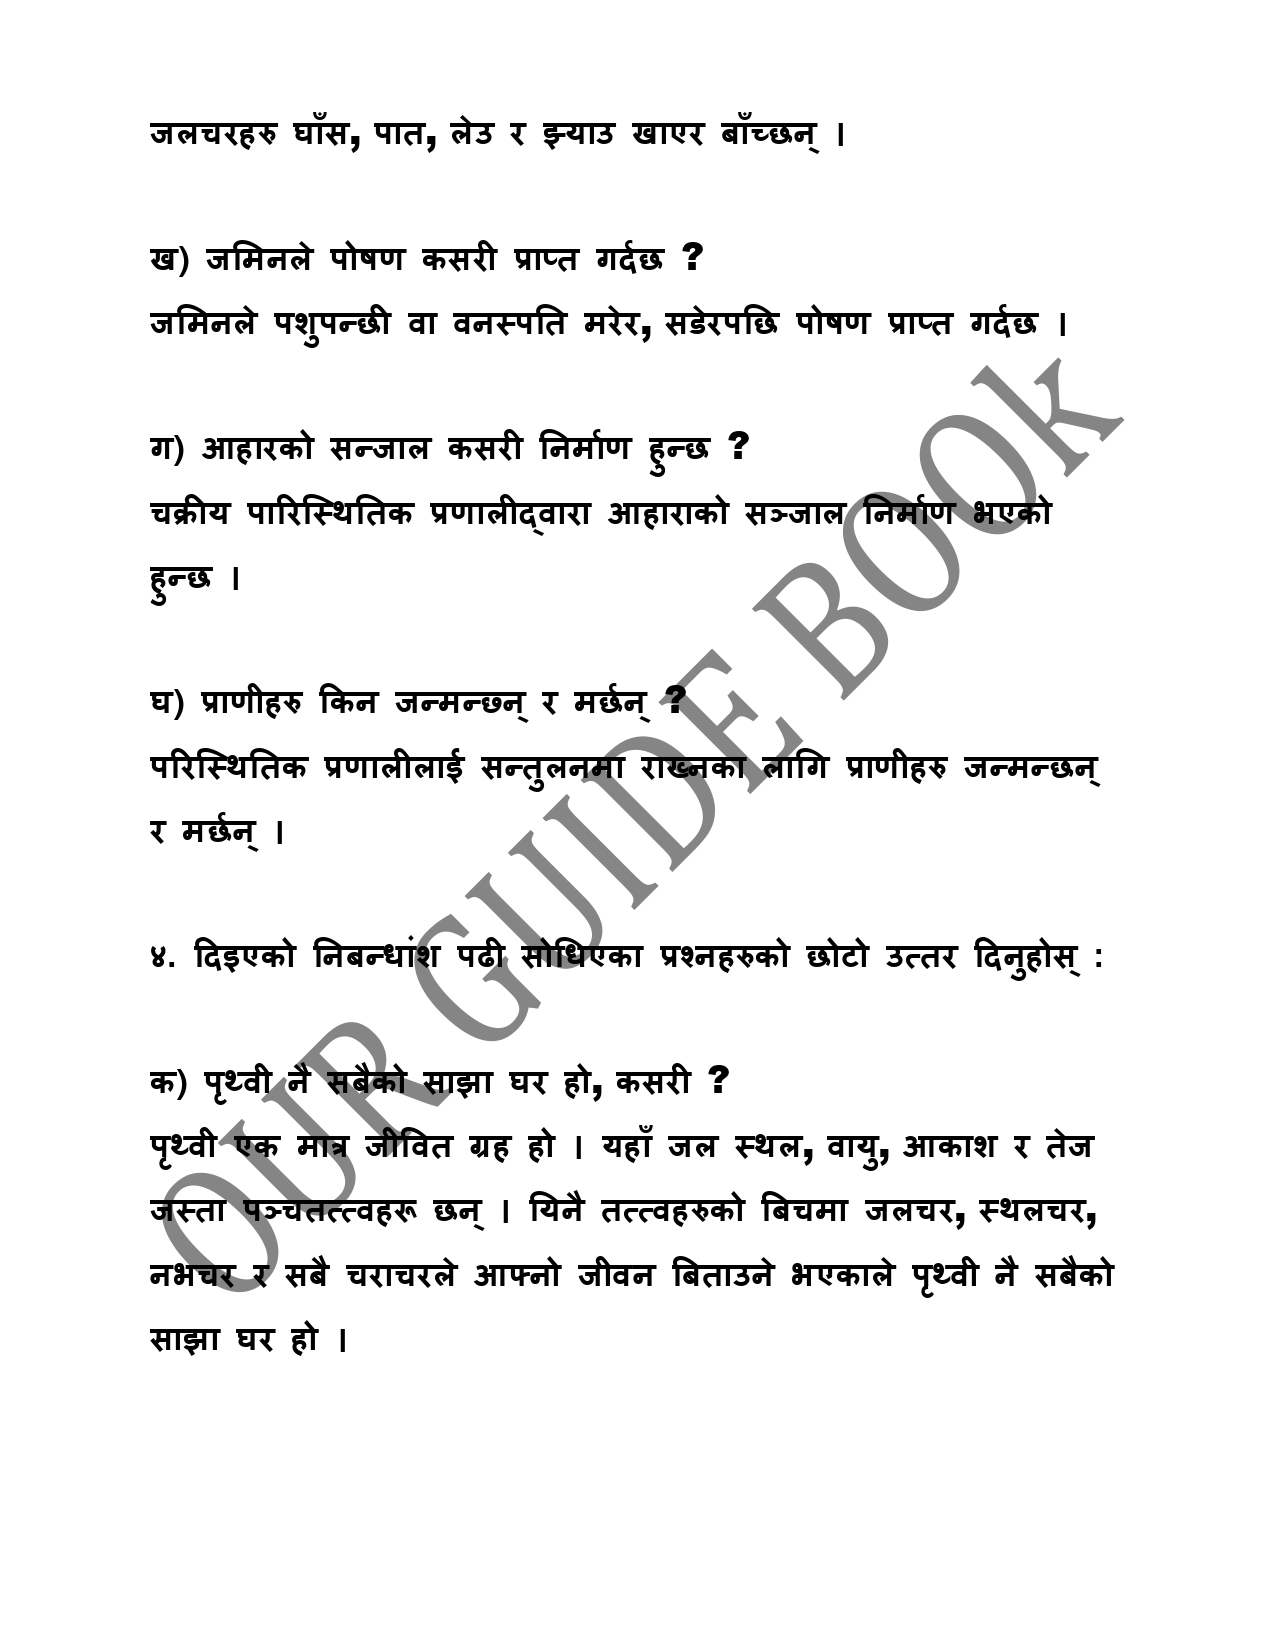 जलचरहरु घाँस, पात, लेउ र झ्याउ खाएर बाँच्छन् ।
ख) जमिनले पोषण कसरी प्राप्त गर्दछ ?
जमिनले पशुपन्छी वा वनस्पति मरेर, सडेरपछि पोषण प्राप्त गर्दछ ।
ग) आहारको सन्जाल कसरी निर्माण हुन्छ ?
चक्रीय पारिस्थितिक प्रणालीद्वारा आहाराको सञ्जाल निर्माण भएको
हुन्छ ।
घ) प्राणीहरु किन जन्मन्छन् र मर्छन् ?
परिस्थितिक प्रणालीलाई सन्तुलनमा राख्नका लागि प्राणीहरु जन्मन्छन्
र मर्छन् ।
४. दिइएको निबन्धांश पढी सोधिएका प्रश्नहरुको छोटो उत्तर दिनुहोस् :
क) पृथ्वी नै सबैको साझा घर हो, कसरी ?
पृथ्वी एक मात्र जीवित ग्रह हो । यहाँ जल स्थल, वायु, आकाश र तेज
जस्ता पञ्चतत्त्वहरू छन् । यिनै तत्त्वहरुको बिचमा जलचर, स्थलचर,
नभचर र सबै चराचरले आफ्नो जीवन बिताउने भएकाले पृथ्वी नै सबैको
साझा घर हो ।
OUR GUIDE BOOk